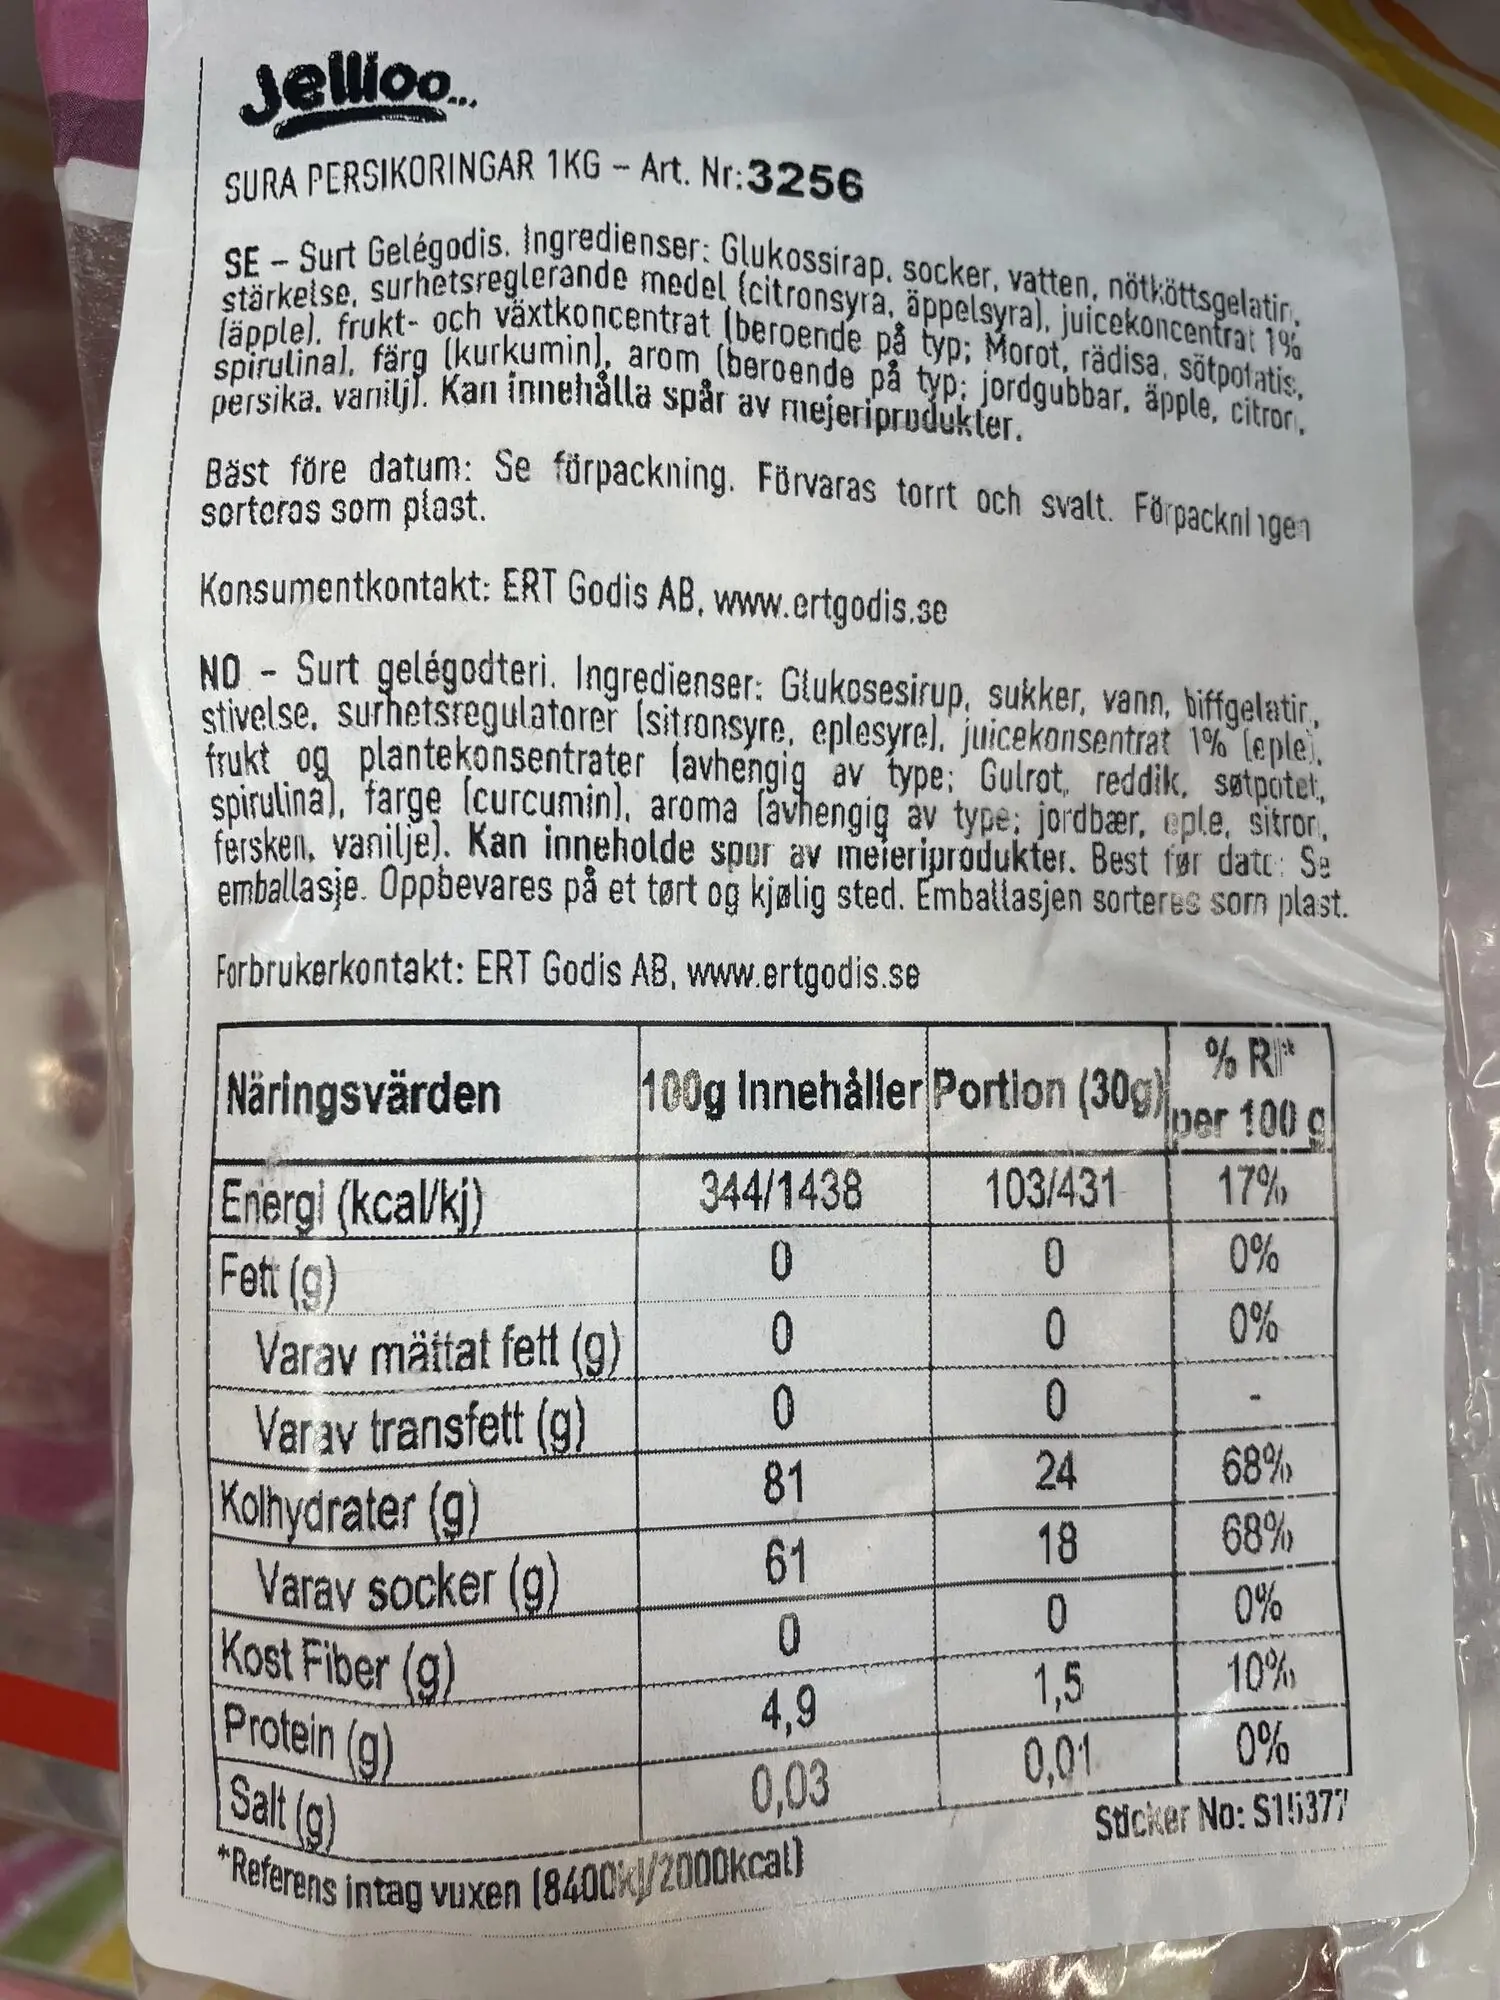 Jellioo...
SURA PERSIKORINGAR 1KG – Art. Nr:3256
SE – Surt Gelégodis. Ingredienser: Glukossirap, socker, vatten, nötköttsgelatin,
stärkelse, surhetsreglerande medel (citronsyra, äppelsyra), juicekoncentrat 1%
(äpple), frukt- och växtkoncentrat (beroende på typ; Morot, rädisa, sötpotatis,
spirulina), färg (kurkumin), arom (beroende på typ; jordgubbar, äpple, citron,
persika, vanilj). Kan innehålla spår av mejeriprodukter.
Bäst före datum: Se förpackning. Förvaras torrt och svalt. Förpackningen
sorteras som plast.
Konsumentkontakt: ERT Godis AB, www.ertgodis.se
NO – Surt gelégodteri. Ingredienser: Glukosesirup, sukker, vann, biffgelatin,
stivelse, surhetsregulatorer (sitronsyre, eplesyre), juicekonsentrat 1% (eple),
frukt og plantekonsentrater (avhengig av type; Gulrot, reddik, søtpotet,
spirulina), farge (curcumin), aroma (avhengig av type; jordbær, eple, sitron,
fersken, vanilje). Kan inneholde spor av meieriprodukter. Best før dato: Se
emballasje. Oppbevares på et tørt og kjølig sted. Emballasjen sorteres som plast.
Forbrukerkontakt: ERT Godis AB, www.ertgodis.se
Näringsvärden 100g Innehåller Portion (30g) % RI* per 100 g
Energi (kcal/kj) 344/1438 103/431 17%
Fett (g) 0 0 0%
Varav mättat fett (g) 0 0 0%
Varav transfett (g) 0 0 -
Kolhydrater (g) 81 24 68%
Varav socker (g) 61 18 68%
Kost Fiber (g) 0 0 0%
Protein (g) 4,9 1,5 10%
Salt (g) 0,03 0,01 0%
*Referens intag vuxen (8400kj/2000kcal)
Sticker No: S15377